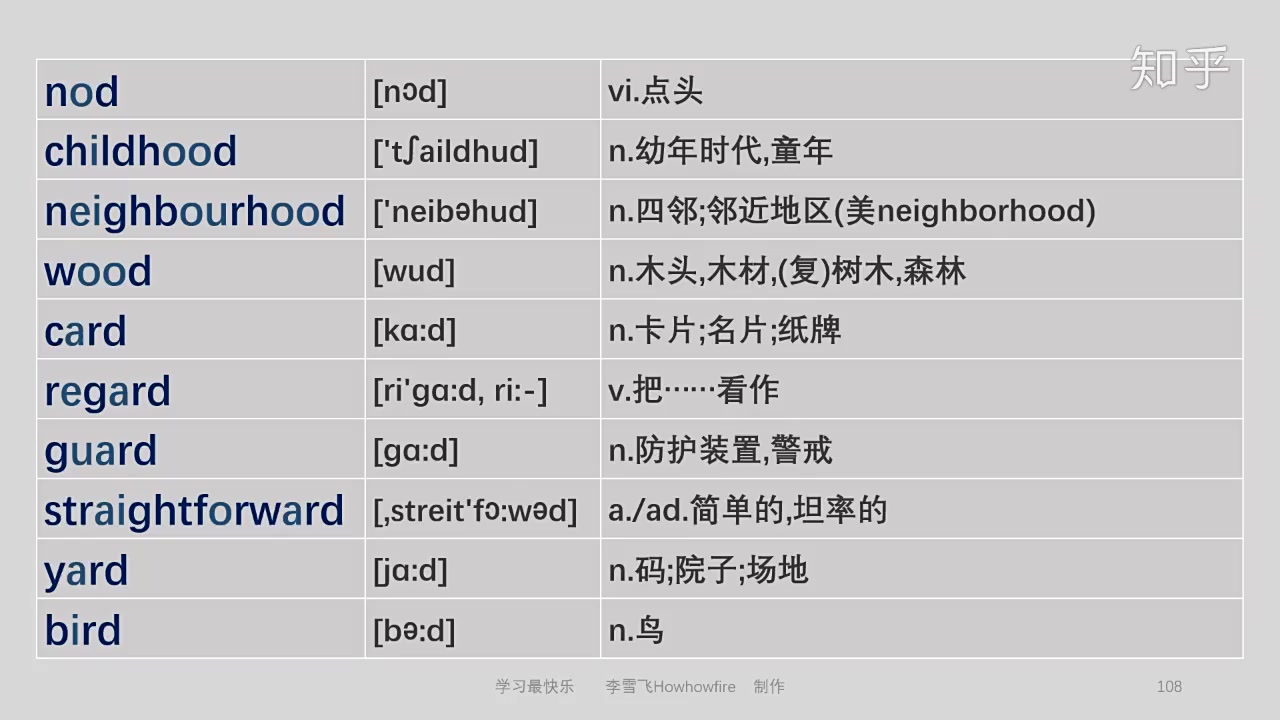 知乎
nod [nɔd] vi.点头
childhood ['tʃaildhud] n.幼年时代,童年
neighbourhood ['neibəhud] n.四邻;邻近地区(美neighborhood)
wood [wud] n.木头,木材,(复)树木,森林
card [kɑ:d] n.卡片;名片;纸牌
regard [ri'gɑ:d, ri:-] v.把……看作
guard [gɑ:d] n.防护装置,警戒
straightforward [,streit'fɔ:wəd] a./ad.简单的,坦率的
yard [jɑ:d] n.码;院子;场地
bird [bə:d] n.鸟
学习最快乐 李雪飞Howhowfire 制作 108